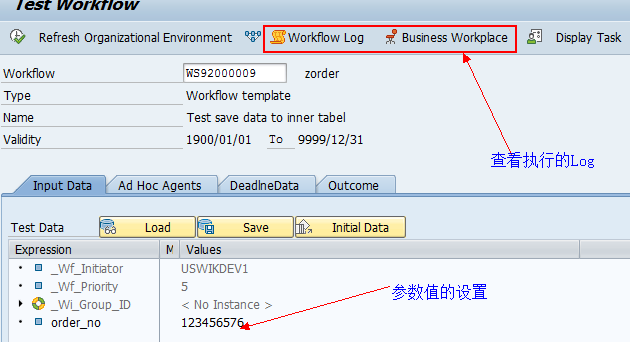 Test Workflow
Refresh Organizational Environment Workflow Log Business Workplace Display Task
Workflow WS92000009 zorder
Type Workflow template
Name Test save data to inner tabel
Validity 1900/01/01 To 9999/12/31
查看执行的Log
Input Data Ad Hoc Agents DeadlneData Outcome
Test Data Load Save Initial Data
Expression M Values
_Wf_Initiator USWIKDEV1
_Wf_Priority 5
_Wi_Group_ID < No Instance >
参数值的设置
order_no 123456576